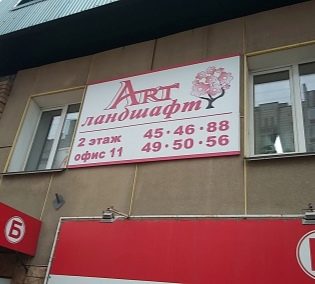 ART
ландшафт
2 этаж 45·46·88
офис 11 49·50·56
Б